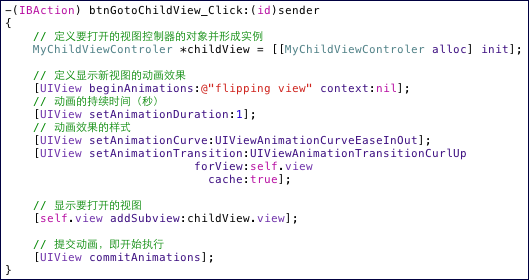 -(IBAction) btnGotoChildView_Click:(id)sender
{
// 定义要打开的视图控制器的对象并形成实例
MyChildViewControler *childView = [[MyChildViewControler alloc] init];
// 定义显示新视图的动画效果
[UIView beginAnimations:@"flipping view" context:nil];
// 动画的持续时间（秒）
[UIView setAnimationDuration:1];
// 动画效果的样式
[UIView setAnimationCurve:UIViewAnimationCurveEaseInOut];
[UIView setAnimationTransition:UIViewAnimationTransitionCurlUp
forView:self.view
cache:true];
// 显示要打开的视图
[self.view addSubview:childView.view];
// 提交动画，即开始执行
[UIView commitAnimations];
}